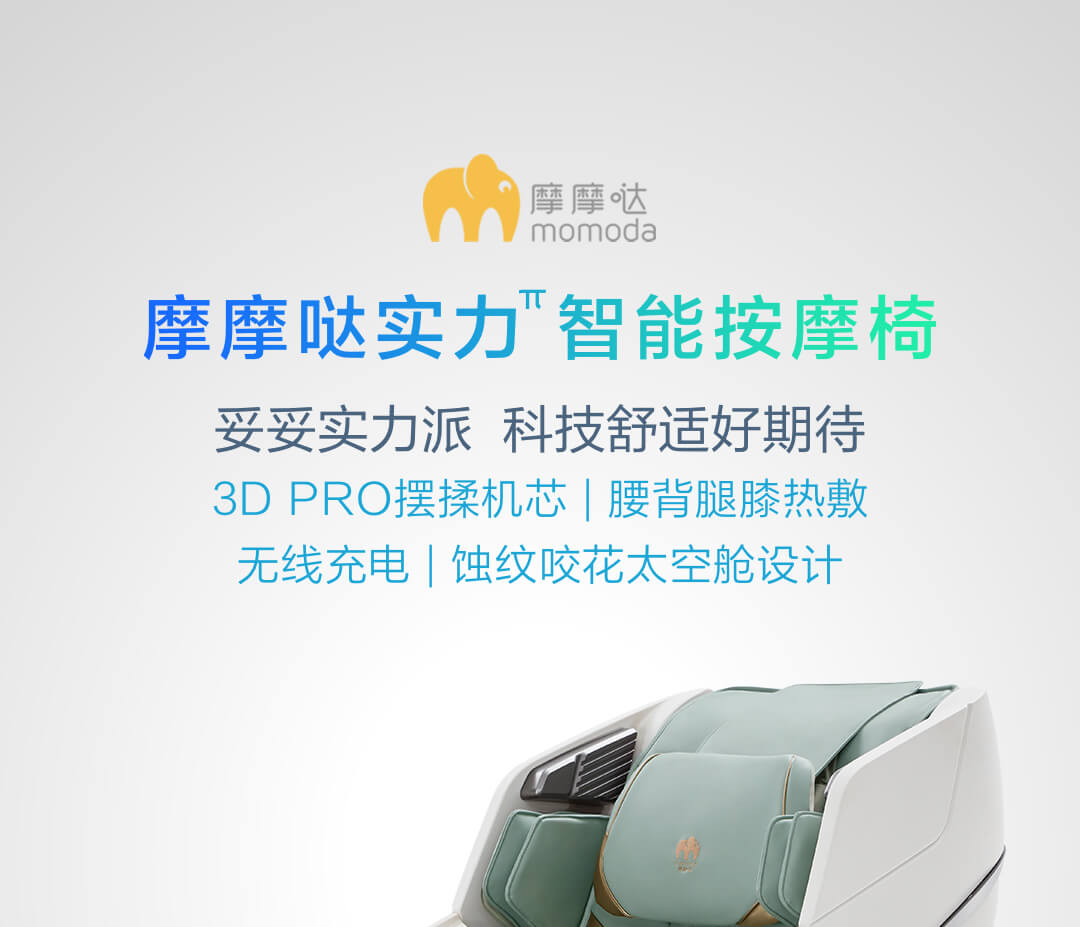 摩摩哒
momoda
摩摩哒实力π智能按摩椅
妥妥实力派 科技舒适好期待
3D PRO摆揉机芯 | 腰背腿膝热敷
无线充电 | 蚀纹咬花太空舱设计